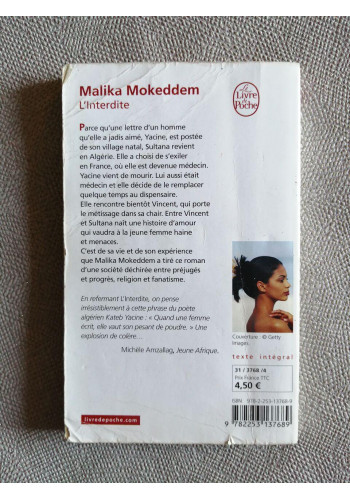 Malika Mokeddem
L'Interdite
Le
Livre
de
Poche
Parce qu'une lettre d'un homme
qu'elle a jadis aimé, Yacine, est postée
de son village natal, Sultana revient
en Algérie. Elle a choisi de s'exiler
en France, où elle est devenue médecin.
Yacine vient de mourir. Lui aussi était
médecin et elle décide de le remplacer
quelque temps au dispensaire.
Elle rencontre bientôt Vincent, qui porte
le métissage dans sa chair. Entre Vincent
et Sultana naît une histoire d'amour
qui vaudra à la jeune femme haine
et menaces.
C'est de sa vie et de son expérience
que Malika Mokeddem a tiré ce roman
d'une société déchirée entre préjugés
et progrès, religion et fanatisme.
En refermant L'Interdite, on pense
irrésistiblement à cette phrase du poète
algérien Kateb Yacine : « Quand une femme
écrit, elle vaut son pesant de poudre. » Une
explosion de colère...
Michèle Amzallag, Jeune Afrique.
Couverture : © Getty
Images.
texte intégral
31 / 3768 /6
Prix France TTC
4,50 €
ISBN : 978-2-253-13768-9
9 782253 137689
livredepoche.com